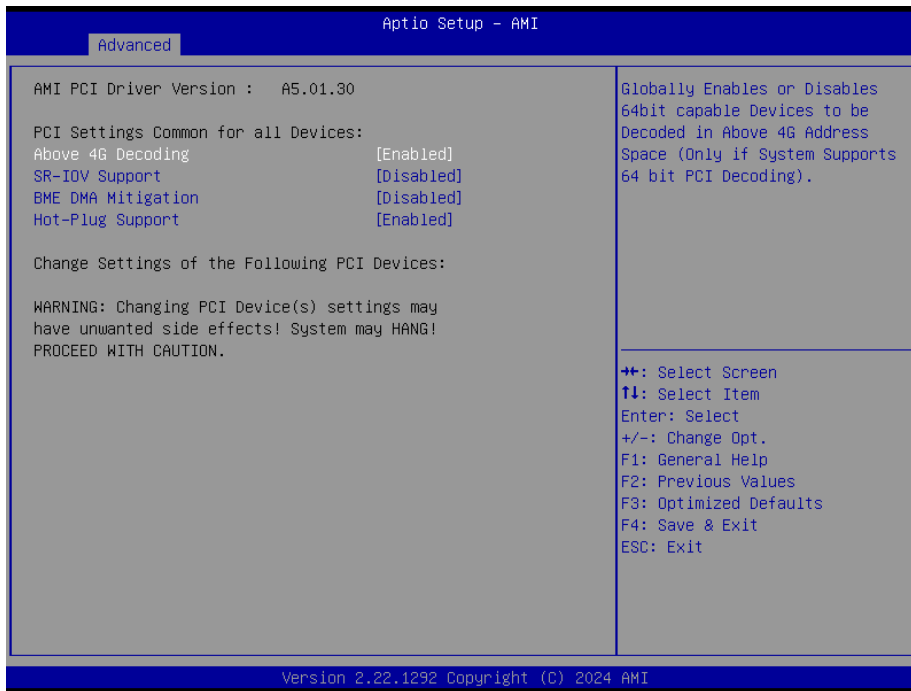 Aptio Setup – AMI
Advanced
AMI PCI Driver Version :   A5.01.30
PCI Settings Common for all Devices:
Above 4G Decoding [Enabled]
SR-IOV Support [Disabled]
BME DMA Mitigation [Disabled]
Hot-Plug Support [Enabled]
Change Settings of the Following PCI Devices:
WARNING: Changing PCI Device(s) settings may
have unwanted side effects! System may HANG!
PROCEED WITH CAUTION.
Globally Enables or Disables
64bit capable Devices to be
Decoded in Above 4G Address
Space (Only if System Supports
64 bit PCI Decoding).
→←: Select Screen
↑↓: Select Item
Enter: Select
+/-: Change Opt.
F1: General Help
F2: Previous Values
F3: Optimized Defaults
F4: Save & Exit
ESC: Exit
Version 2.22.1292 Copyright (C) 2024 AMI